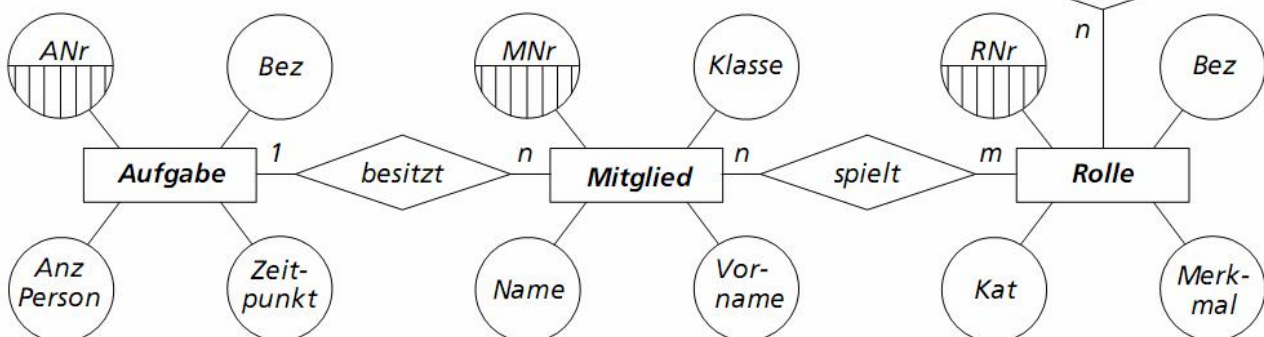 n
ANr
Bez
MNr
Klasse
RNr
Bez
Aufgabe
1
besitzt
n
Mitglied
n
spielt
m
Rolle
Anz
Person
Zeit-
punkt
Name
Vor-
name
Kat
Merk-
mal